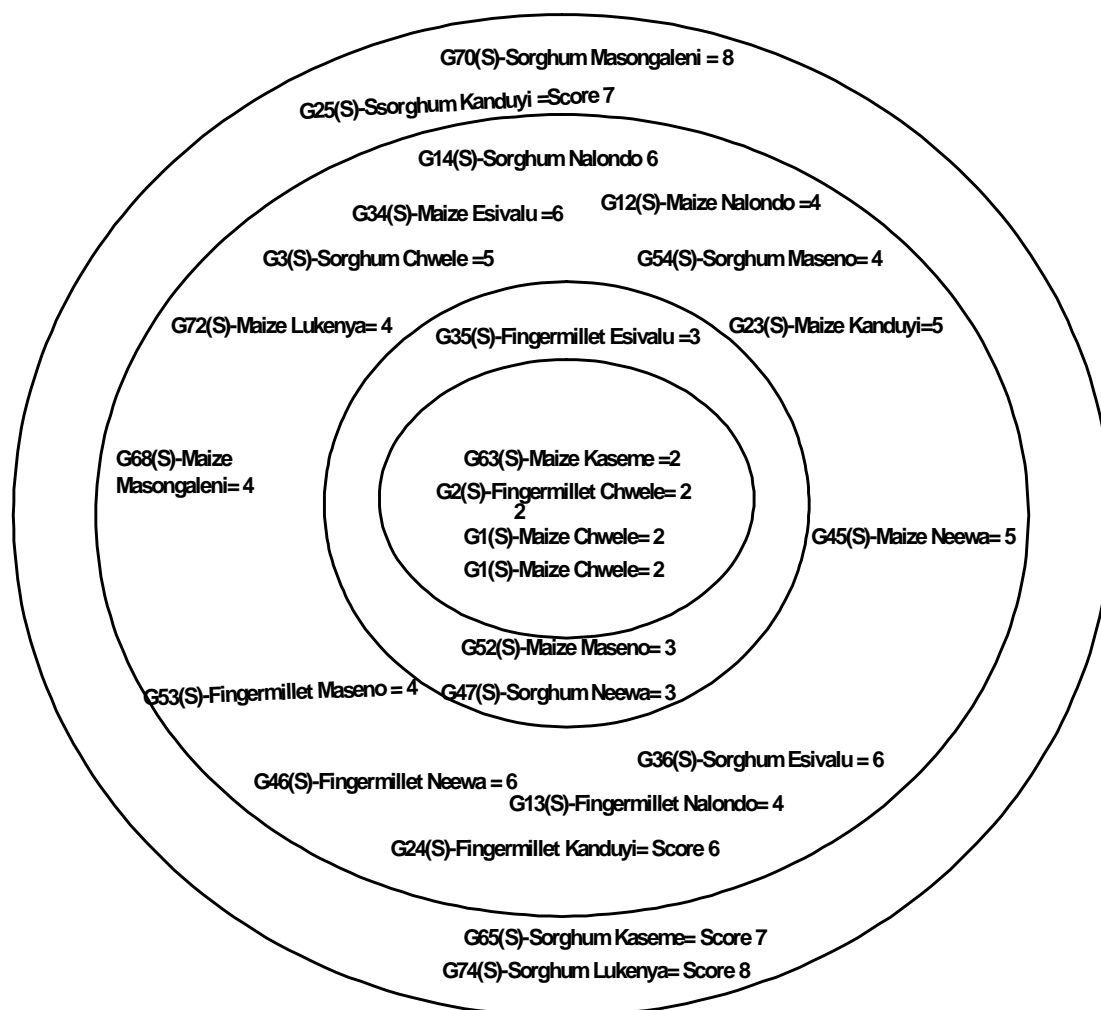 G70(S)-Sorghum Masongaleni = 8
G25(S)-Ssorghum Kanduyi =Score 7
G14(S)-Sorghum Nalondo 6
G12(S)-Maize Nalondo =4
G34(S)-Maize Esivalu =6
G3(S)-Sorghum Chwele =5
G54(S)-Sorghum Maseno= 4
G72(S)-Maize Lukenya= 4
G23(S)-Maize Kanduyi=5
G35(S)-Fingermillet Esivalu =3
G68(S)-Maize
Masongaleni= 4
G63(S)-Maize Kaseme =2
G2(S)-Fingermillet Chwele= 2
2
G1(S)-Maize Chwele= 2
G45(S)-Maize Neewa= 5
G1(S)-Maize Chwele= 2
G52(S)-Maize Maseno= 3
G53(S)-Fingermillet Maseno = 4
G47(S)-Sorghum Neewa= 3
G36(S)-Sorghum Esivalu = 6
G46(S)-Fingermillet Neewa = 6
G13(S)-Fingermillet Nalondo= 4
G24(S)-Fingermillet Kanduyi= Score 6
G65(S)-Sorghum Kaseme= Score 7
G74(S)-Sorghum Lukenya= Score 8